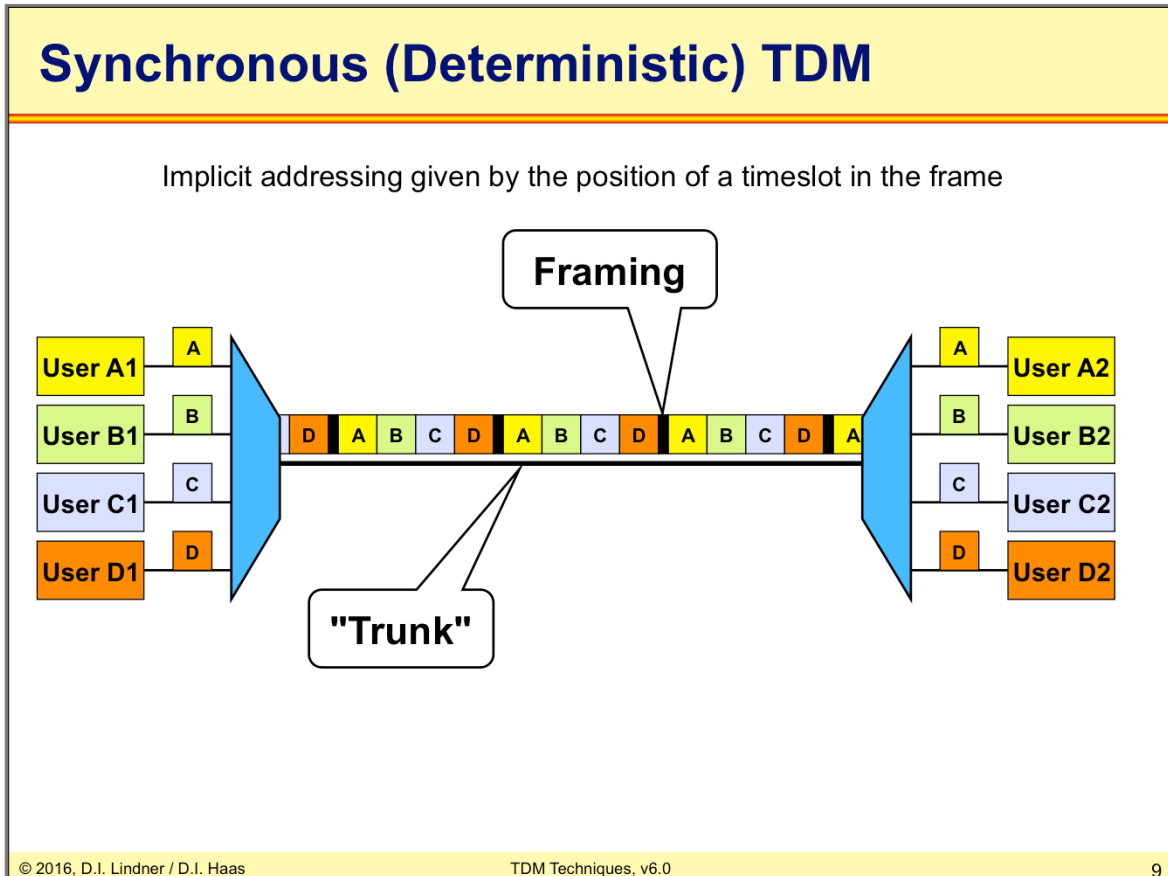 Synchronous (Deterministic) TDM
Implicit addressing given by the position of a timeslot in the frame
Framing
A
User A1
B
User B1
C
User C1
D
User D1
D A B C D A B C D A B C D A
A
User A2
B
User B2
C
User C2
D
User D2
"Trunk"
© 2016, D.I. Lindner / D.I. Haas
TDM Techniques, v6.0
9